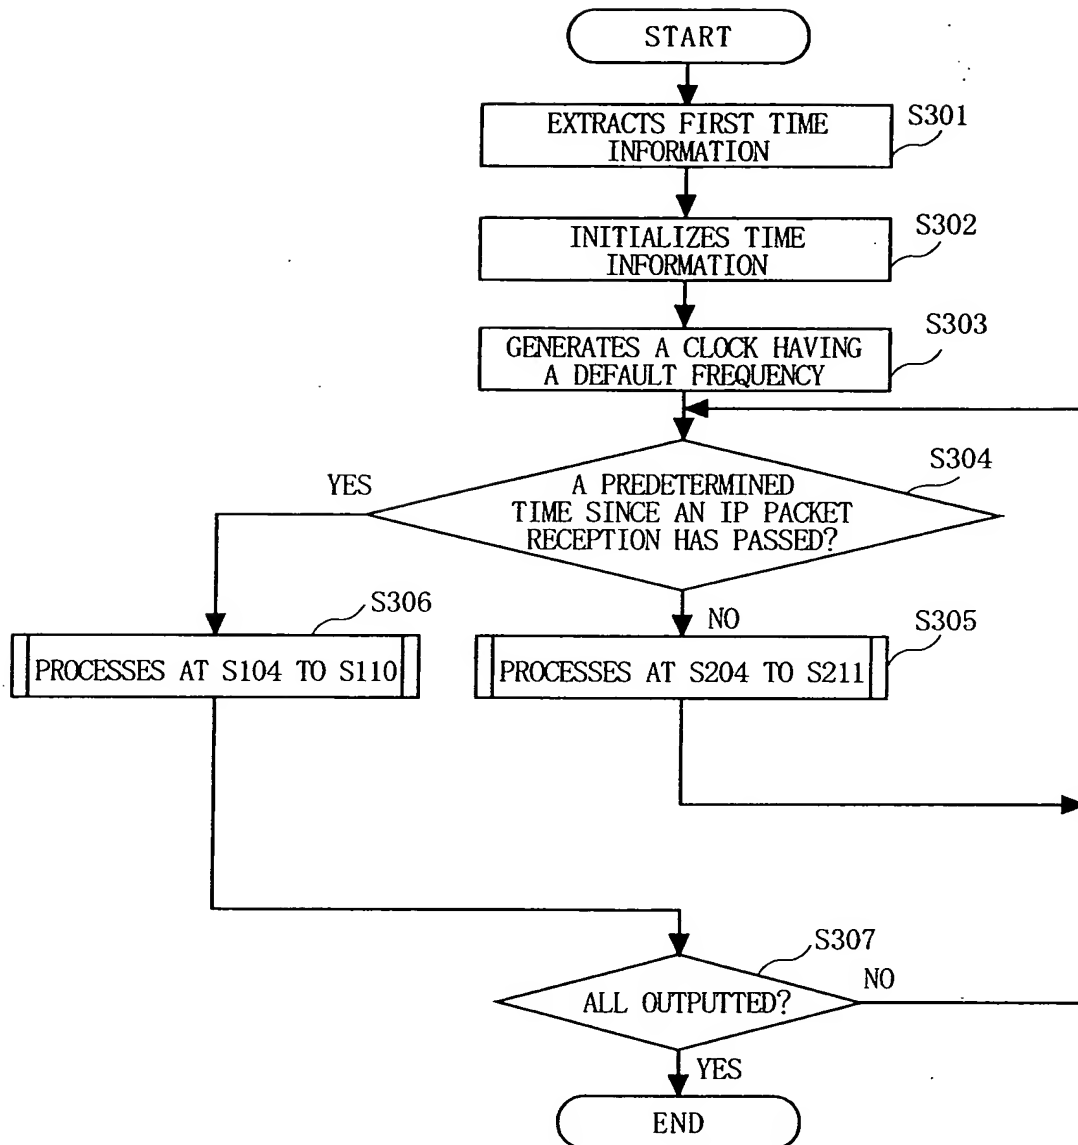 START
S301
EXTRACTS FIRST TIME
INFORMATION
S302
INITIALIZES TIME
INFORMATION
S303
GENERATES A CLOCK HAVING
A DEFAULT FREQUENCY
S304
YES
A PREDETERMINED
TIME SINCE AN IP PACKET
RECEPTION HAS PASSED?
S306
NO
S305
PROCESSES AT S104 TO S110
PROCESSES AT S204 TO S211
S307
NO
ALL OUTPUTTED?
YES
END